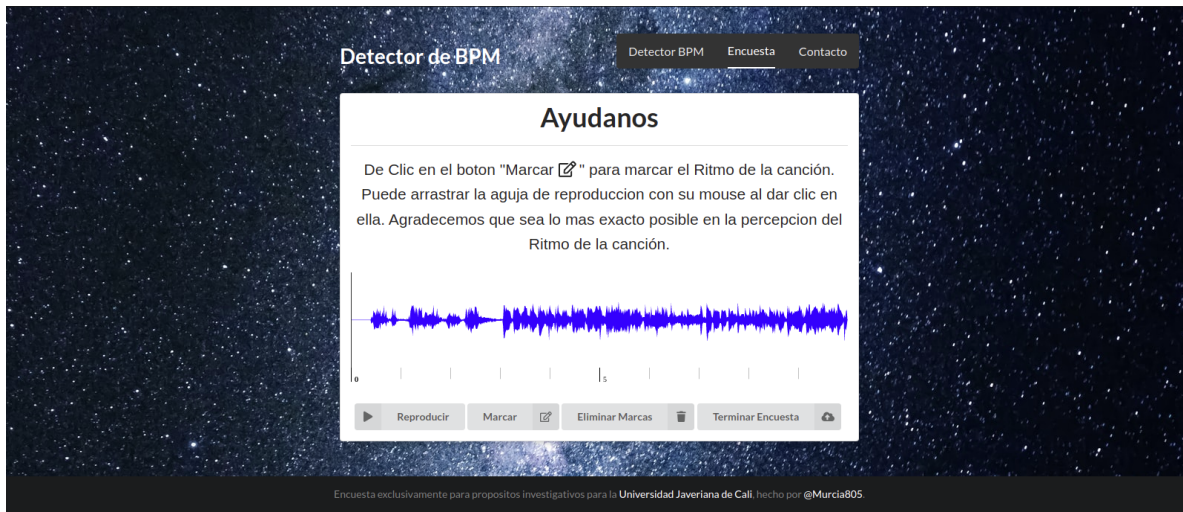 Detector de BPM
Detector BPM Encuesta Contacto
Ayudanos
De Clic en el boton "Marcar " para marcar el Ritmo de la canción.
Puede arrastrar la aguja de reproduccion con su mouse al dar clic en
ella. Agradecemos que sea lo mas exacto posible en la percepcion del
Ritmo de la canción.
0 5
Reproducir Marcar Eliminar Marcas Terminar Encuesta
Encuesta exclusivamente para propositos investigativos para la Universidad Javeriana de Cali, hecho por @Murcia805.